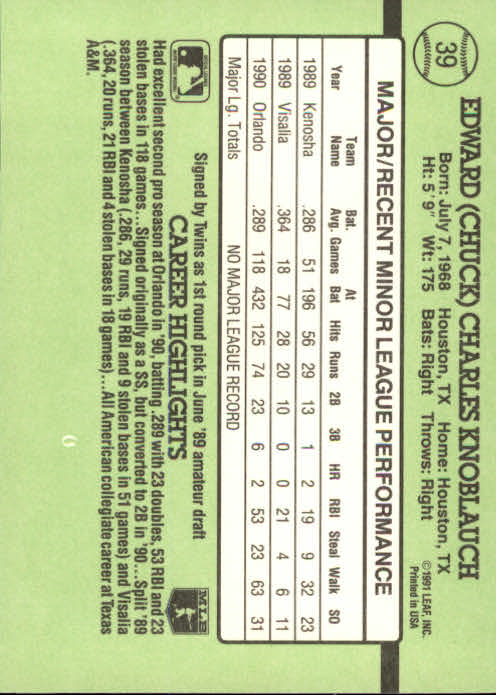 39
EDWARD (CHUCK) CHARLES KNOBLAUCH
Born: July 7, 1968 Houston, TX Home: Houston, TX
Ht: 5' 9" Wt: 175 Bats: Right Throws: Right
©1991 LEAF, INC.
Printed in USA
MAJOR/RECENT MINOR LEAGUE PERFORMANCE
Team Bat. At
Year Name Avg. Games Bat Hits Runs 2B 3B HR RBI Steal Walk SO
1989 Kenosha .286 51 196 56 29 13 1 2 19 9 32 23
1989 Visalia .364 18 77 28 20 10 0 0 21 4 6 11
1990 Orlando .289 118 432 125 74 23 6 2 53 23 63 31
Major Lg. Totals NO MAJOR LEAGUE RECORD
Signed by Twins as 1st round pick in June '89 amateur draft
CAREER HIGHLIGHTS
MLB
Had excellent second pro season at Orlando in '90, batting .289 with 23 doubles, 53 RBI and 23
stolen bases in 118 games...Signed originally as a SS, but converted to 2B in '90...Split '89
season between Kenosha (.286, 29 runs, 19 RBI and 9 stolen bases in 51 games) and Visalia
(.364, 20 runs, 21 RBI and 4 stolen bases in 18 games)...All American collegiate career at Texas
A&M.